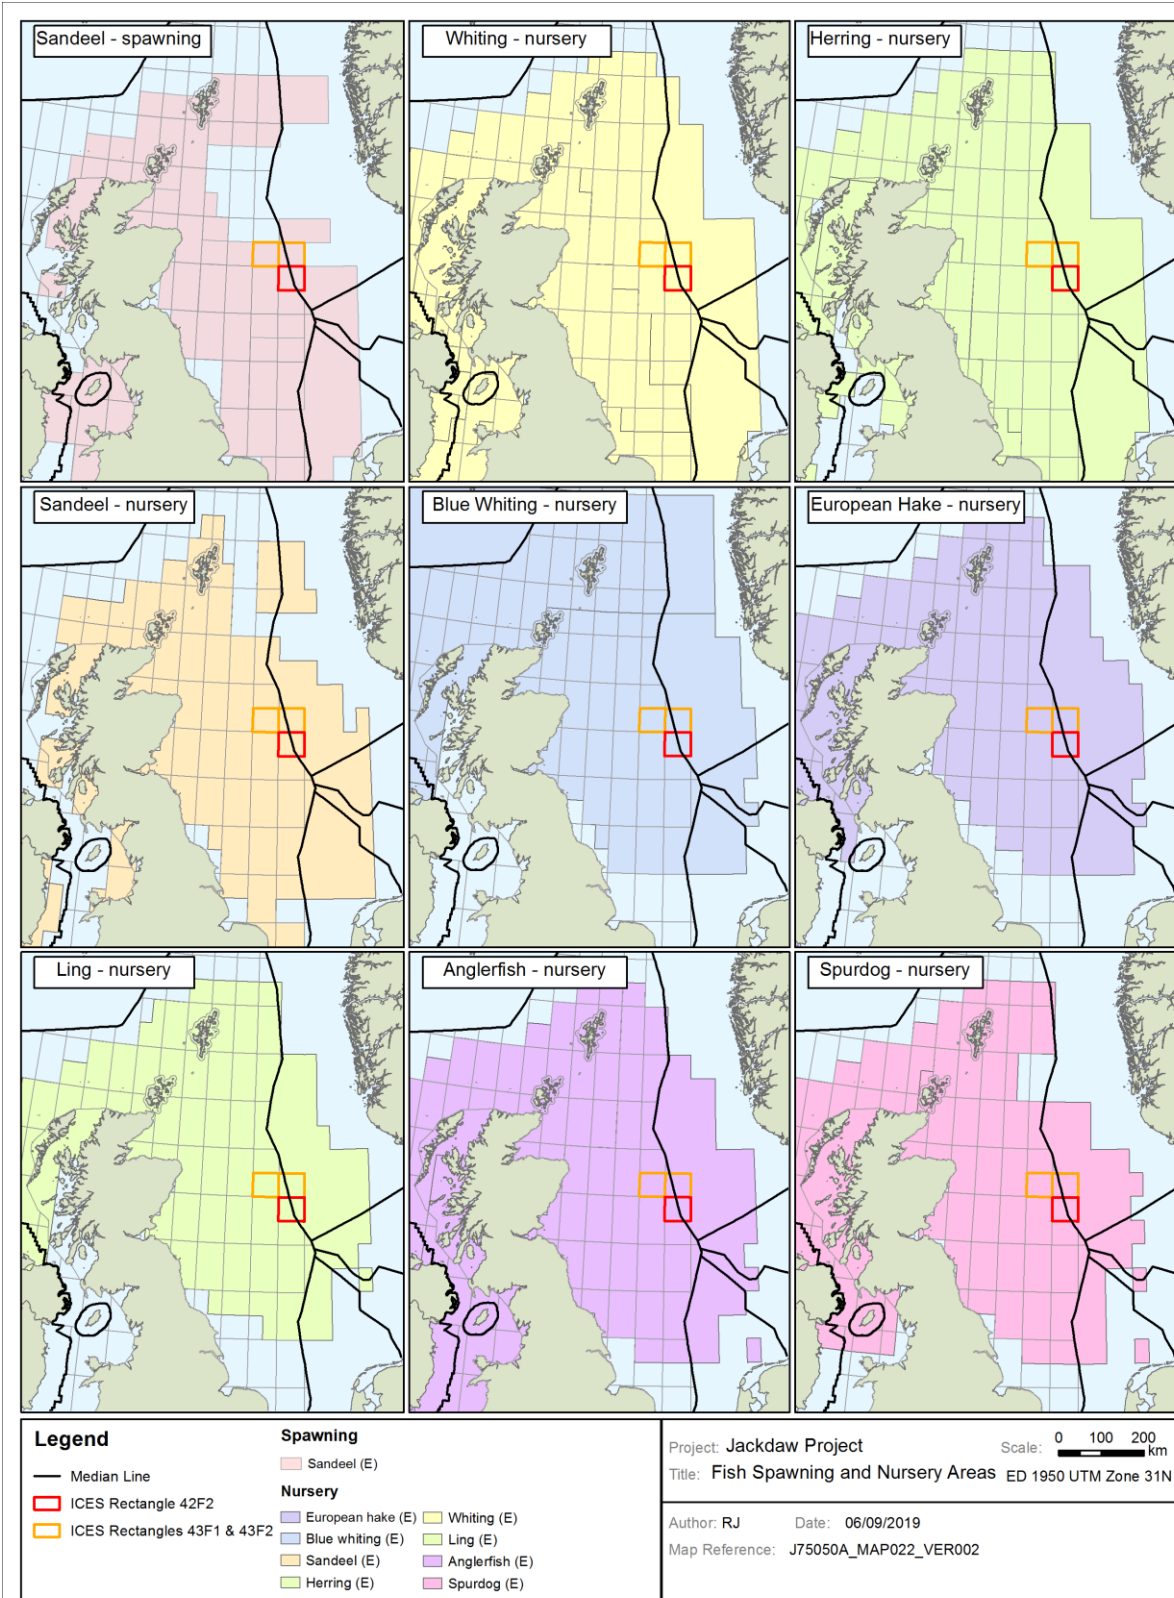 Sandeel - spawning
Whiting - nursery
Herring - nursery
Sandeel - nursery
Blue Whiting - nursery
European Hake - nursery
Ling - nursery
Anglerfish - nursery
Spurdog - nursery
Legend
Median Line
ICES Rectangle 42F2
ICES Rectangles 43F1 & 43F2
Spawning
Sandeel (E)
Nursery
European hake (E)
Blue whiting (E)
Sandeel (E)
Herring (E)
Whiting (E)
Ling (E)
Anglerfish (E)
Spurdog (E)
Project: Jackdaw Project
Scale: 0 100 200 km
Title: Fish Spawning and Nursery Areas ED 1950 UTM Zone 31N
Author: RJ Date: 06/09/2019
Map Reference: J75050A_MAP022_VER002